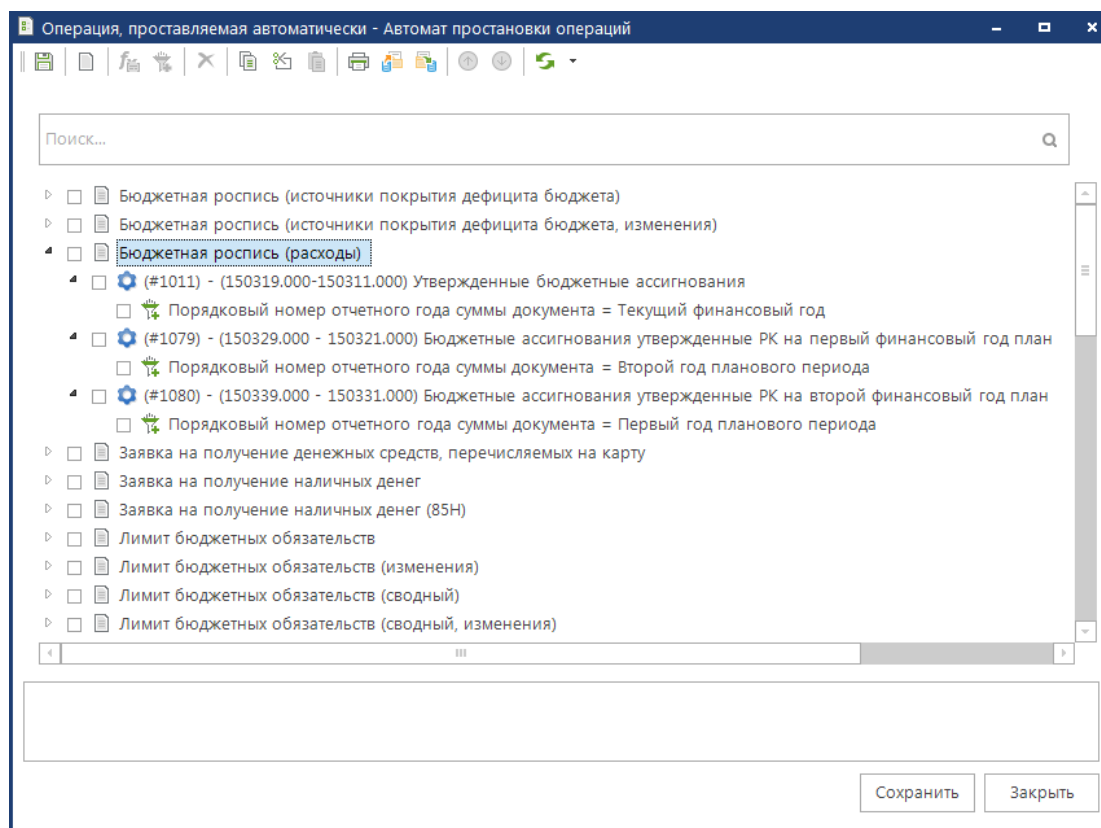 Операция, проставляемая автоматически - Автомат простановки операций
Поиск...
Бюджетная роспись (источники покрытия дефицита бюджета)
Бюджетная роспись (источники покрытия дефицита бюджета, изменения)
Бюджетная роспись (расходы)
(#1011) - (150319.000-150311.000) Утвержденные бюджетные ассигнования
Порядковый номер отчетного года суммы документа = Текущий финансовый год
(#1079) - (150329.000 - 150321.000) Бюджетные ассигнования утвержденные РК на первый финансовый год план
Порядковый номер отчетного года суммы документа = Второй год планового периода
(#1080) - (150339.000 - 150331.000) Бюджетные ассигнования утвержденные РК на второй финансовый год план
Порядковый номер отчетного года суммы документа = Первый год планового периода
Заявка на получение денежных средств, перечисляемых на карту
Заявка на получение наличных денег
Заявка на получение наличных денег (85Н)
Лимит бюджетных обязательств
Лимит бюджетных обязательств (изменения)
Лимит бюджетных обязательств (сводный)
Лимит бюджетных обязательств (сводный, изменения)
Сохранить Закрыть